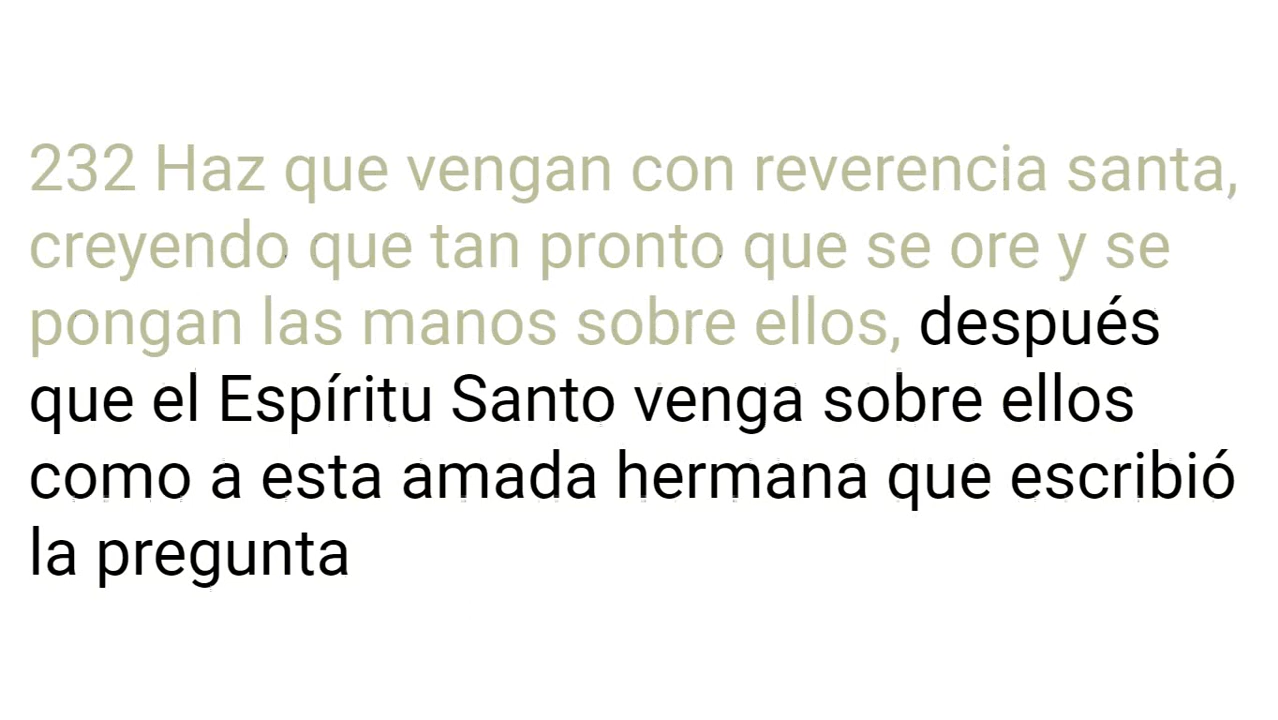 232 Haz que vengan con reverencia santa,
creyendo que tan pronto que se ore y se
pongan las manos sobre ellos, después
que el Espíritu Santo venga sobre ellos
como a esta amada hermana que escribió
la pregunta